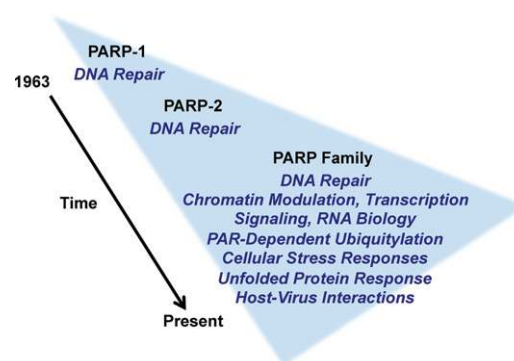 PARP-1
DNA Repair
1963
PARP-2
DNA Repair
PARP Family
DNA Repair
Chromatin Modulation, Transcription
Signaling, RNA Biology
PAR-Dependent Ubiquitylation
Cellular Stress Responses
Unfolded Protein Response
Host-Virus Interactions
Time
Present